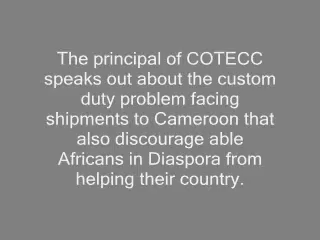 The principal of COTECC
speaks out about the custom
duty problem facing
shipments to Cameroon that
also discourage able
Africans in Diaspora from
helping their country.